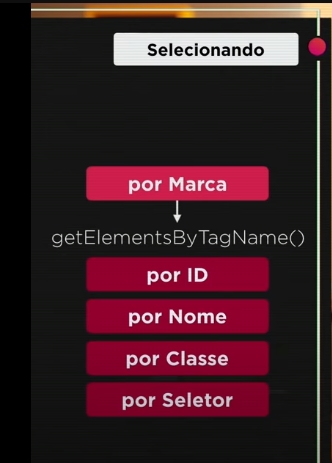 Selecionando
por Marca
getElementsByTagName()
por ID
por Nome
por Classe
por Seletor